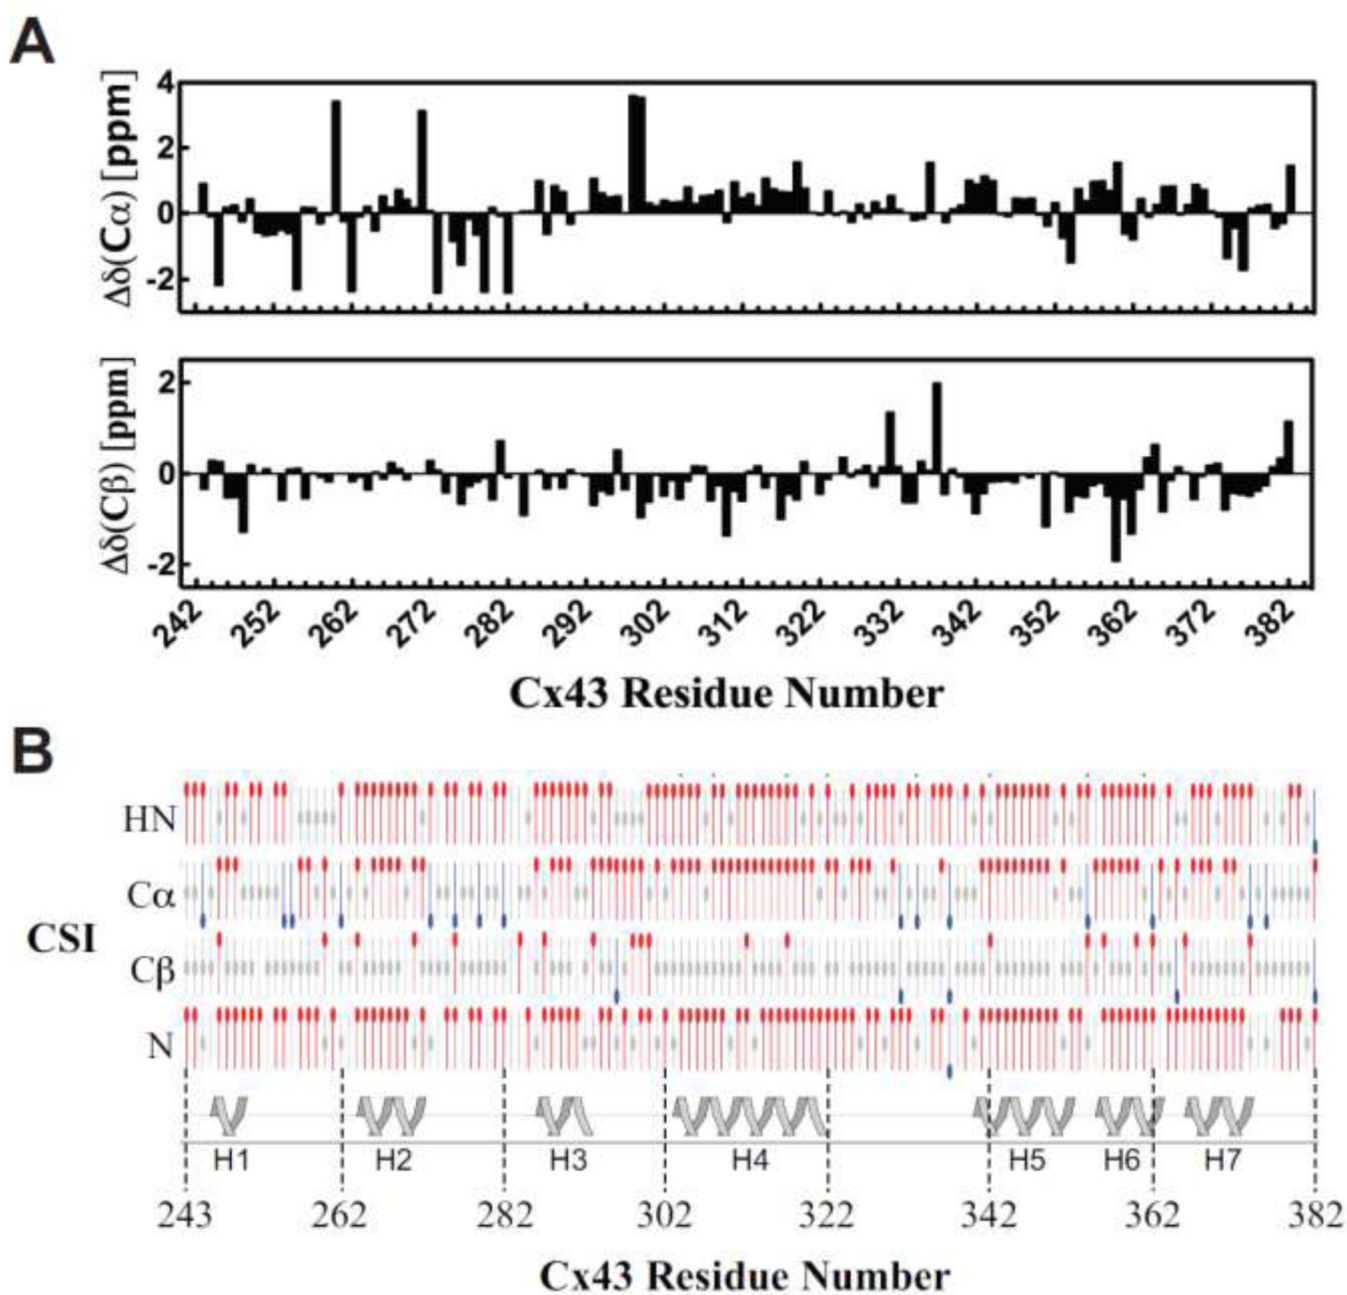 A
Δδ(Cα) [ppm]
4
2
0
-2
Δδ(Cβ) [ppm]
2
0
-2
242 252 262 272 282 292 302 312 322 332 342 352 362 372 382
Cx43 Residue Number
B
CSI
HN
Cα
Cβ
N
H1 H2 H3 H4 H5 H6 H7
243 262 282 302 322 342 362 382
Cx43 Residue Number